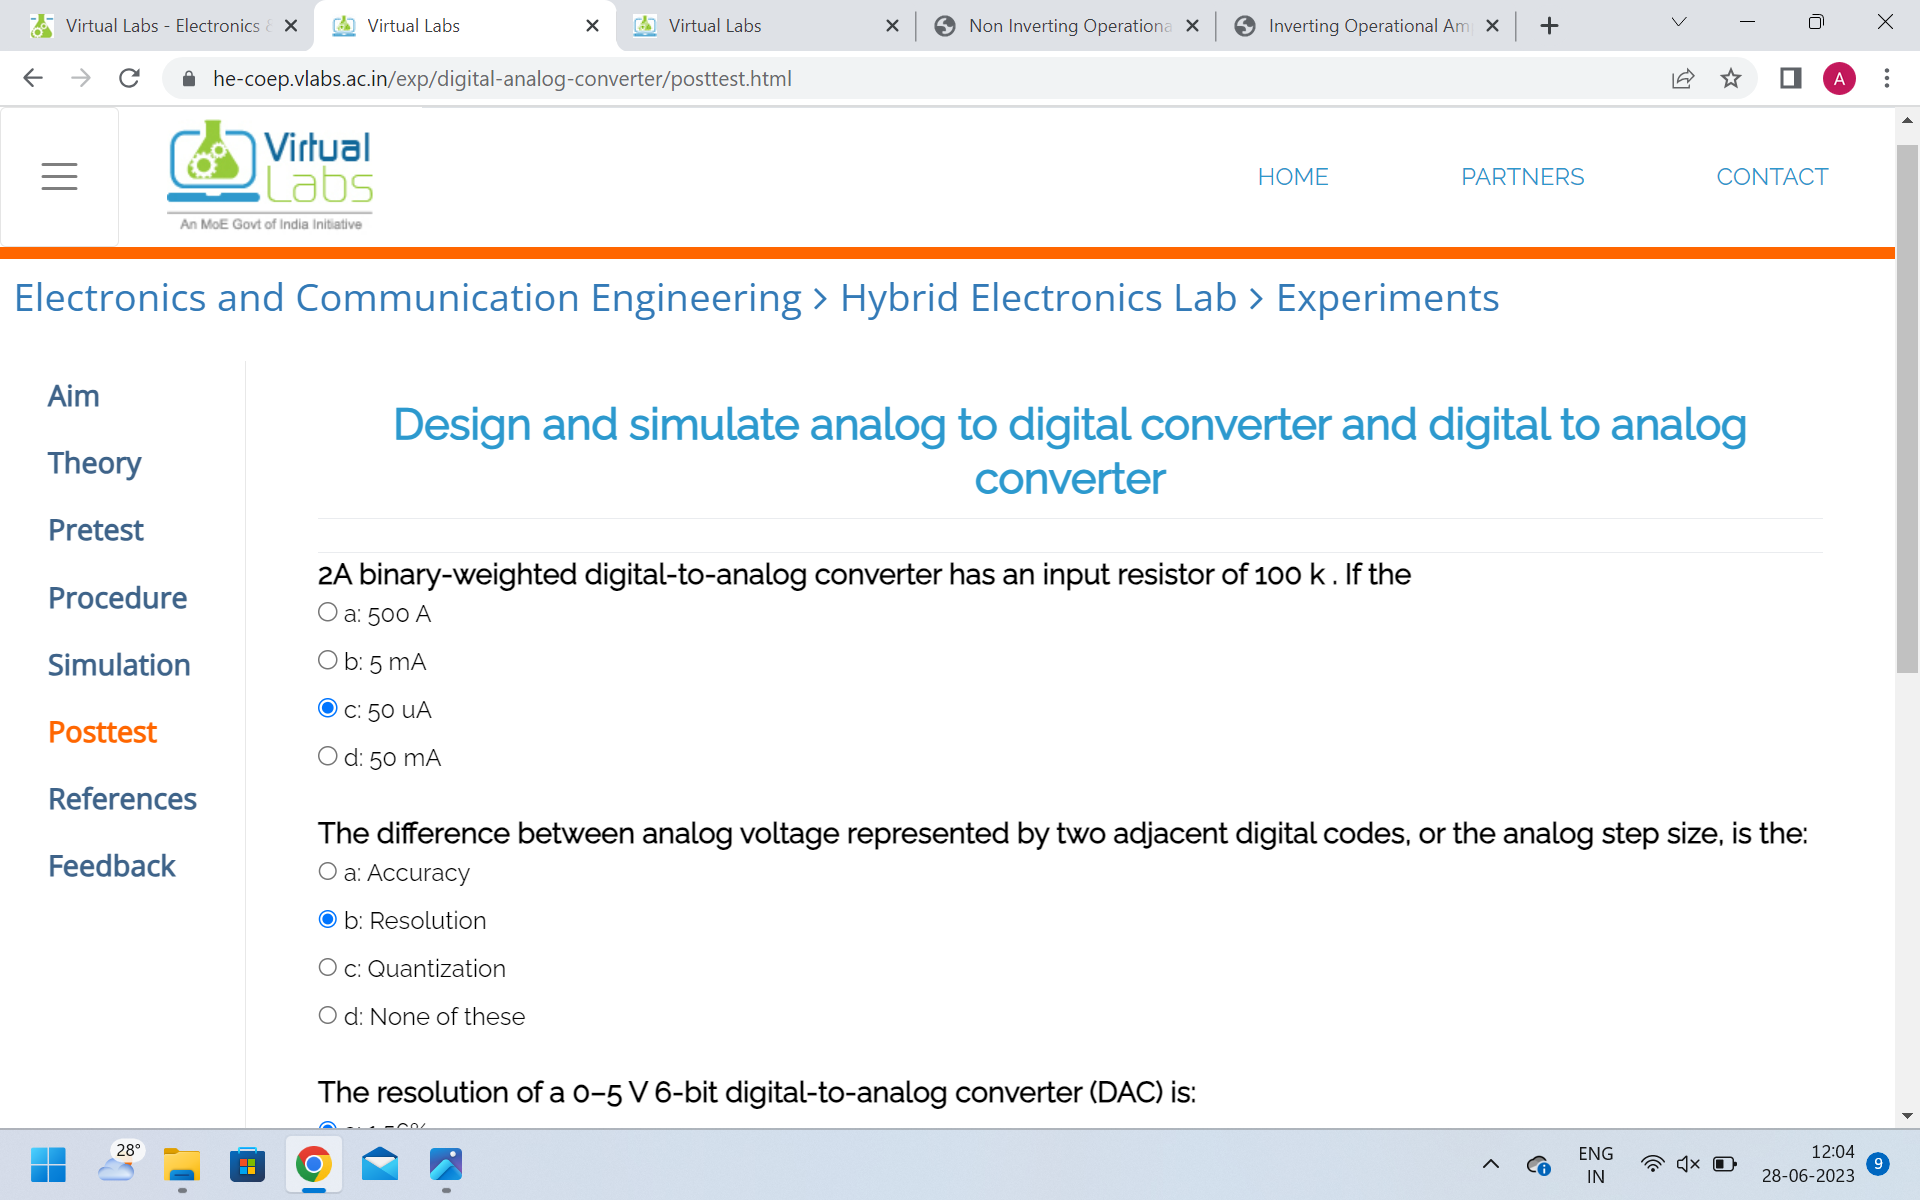 Virtual Labs - Electronics &
Virtual Labs
Virtual Labs
Non Inverting Operationa
Inverting Operational Am
he-coep.vlabs.ac.in/exp/digital-analog-converter/posttest.html
A
Virtual
Labs
An MoE Govt of India Initiative
HOME
PARTNERS
CONTACT
Electronics and Communication Engineering > Hybrid Electronics Lab > Experiments
Aim
Theory
Pretest
Procedure
Simulation
Posttest
References
Feedback
Design and simulate analog to digital converter and digital to analog
converter
2A binary-weighted digital-to-analog converter has an input resistor of 100 k . If the
a: 500 A
b: 5 mA
c: 50 uA
d: 50 mA
The difference between analog voltage represented by two adjacent digital codes, or the analog step size, is the:
a: Accuracy
b: Resolution
c: Quantization
d: None of these
The resolution of a 0–5 V 6-bit digital-to-analog converter (DAC) is:
28°
ENG
IN
12:04
28-06-2023
9